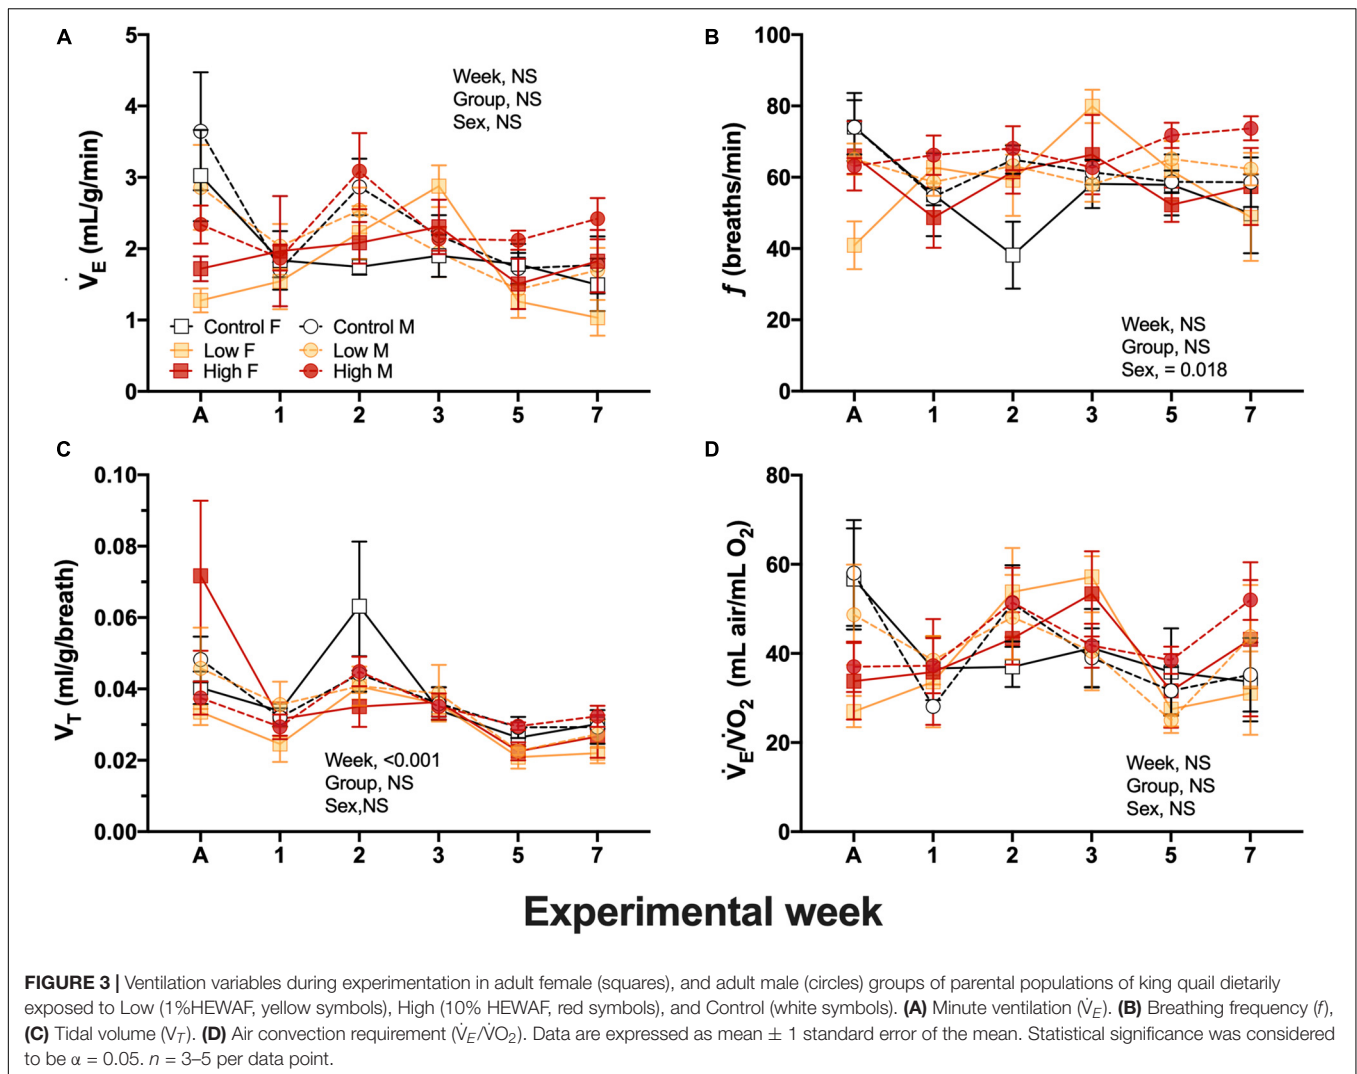 A
5
4
3
2
1
0
V̇E (mL/g/min)
Week, NS
Group, NS
Sex, NS
Control F
Control M
Low F
Low M
High F
High M
A 1 2 3 5 7
B
100
80
60
40
20
0
f (breaths/min)
Week, NS
Group, NS
Sex, = 0.018
A 1 2 3 5 7
C
0.10
0.08
0.06
0.04
0.02
0.00
VT (ml/g/breath)
Week, <0.001
Group, NS
Sex,NS
A 1 2 3 5 7
D
80
60
40
20
0
V̇E/V̇O2 (mL air/mL O2)
Week, NS
Group, NS
Sex, NS
A 1 2 3 5 7
Experimental week
FIGURE 3 | Ventilation variables during experimentation in adult female (squares), and adult male (circles) groups of parental populations of king quail dietarily
exposed to Low (1%HEWAF, yellow symbols), High (10% HEWAF, red symbols), and Control (white symbols). (A) Minute ventilation (V̇E). (B) Breathing frequency (f),
(C) Tidal volume (VT). (D) Air convection requirement (V̇E/V̇O2). Data are expressed as mean ± 1 standard error of the mean. Statistical significance was considered
to be α = 0.05. n = 3–5 per data point.